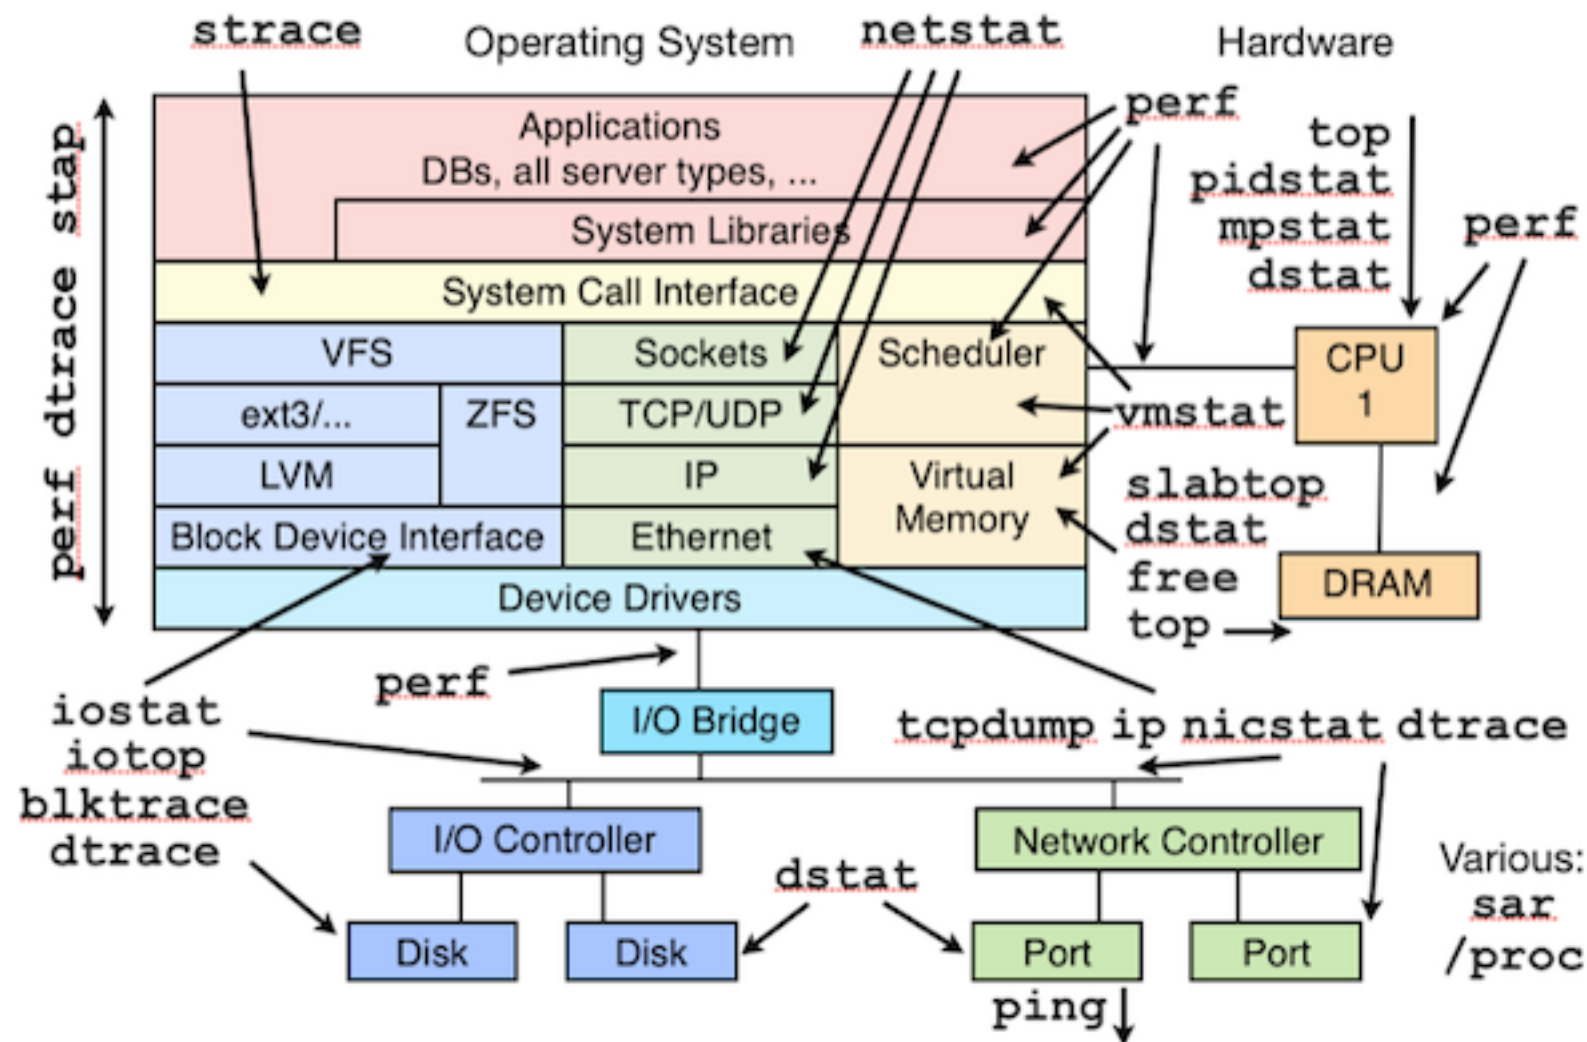 strace
Operating System
netstat
Hardware
perf
Applications
DBs, all server types, ...
System Libraries
System Call Interface
top
pidstat
mpstat
dstat
perf
perf dtrace stap
VFS
Sockets
Scheduler
CPU
1
ext3/...
ZFS
TCP/UDP
vmstat
LVM
IP
Virtual
Memory
slabtop
dstat
free
top
Block Device Interface
Ethernet
DRAM
Device Drivers
perf
iostat
iotop
blktrace
dtrace
I/O Bridge
tcpdump ip nicstat dtrace
I/O Controller
Network Controller
dstat
Various:
sar
/proc
Disk
Disk
Port
Port
ping